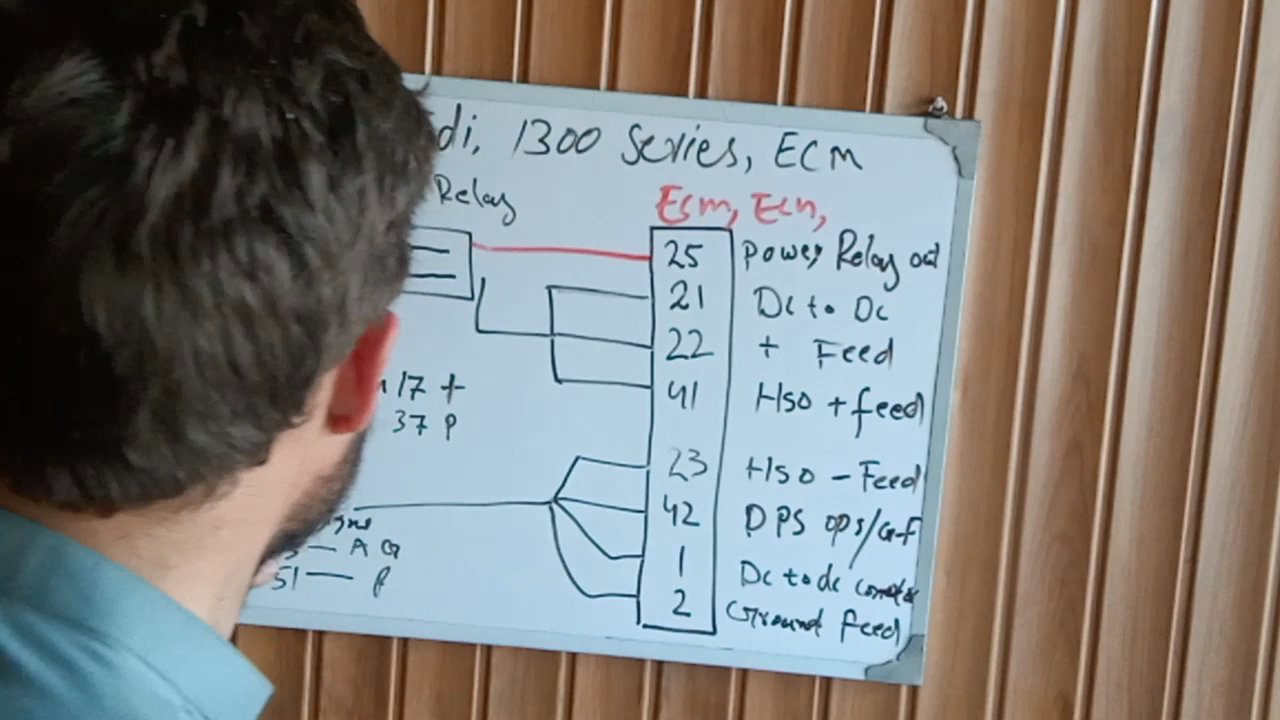 di, 1300 Series, ECM
Relay
Ecm, Ecn,
25 Power Relay out
21 Dc to Dc
22 + Feed
41 Hso + feed
17 +
37 P
23 Hso - Feed
42 DPS ops/G-F
1 Dc to dc
2 Ground feed
— A G
51 — P